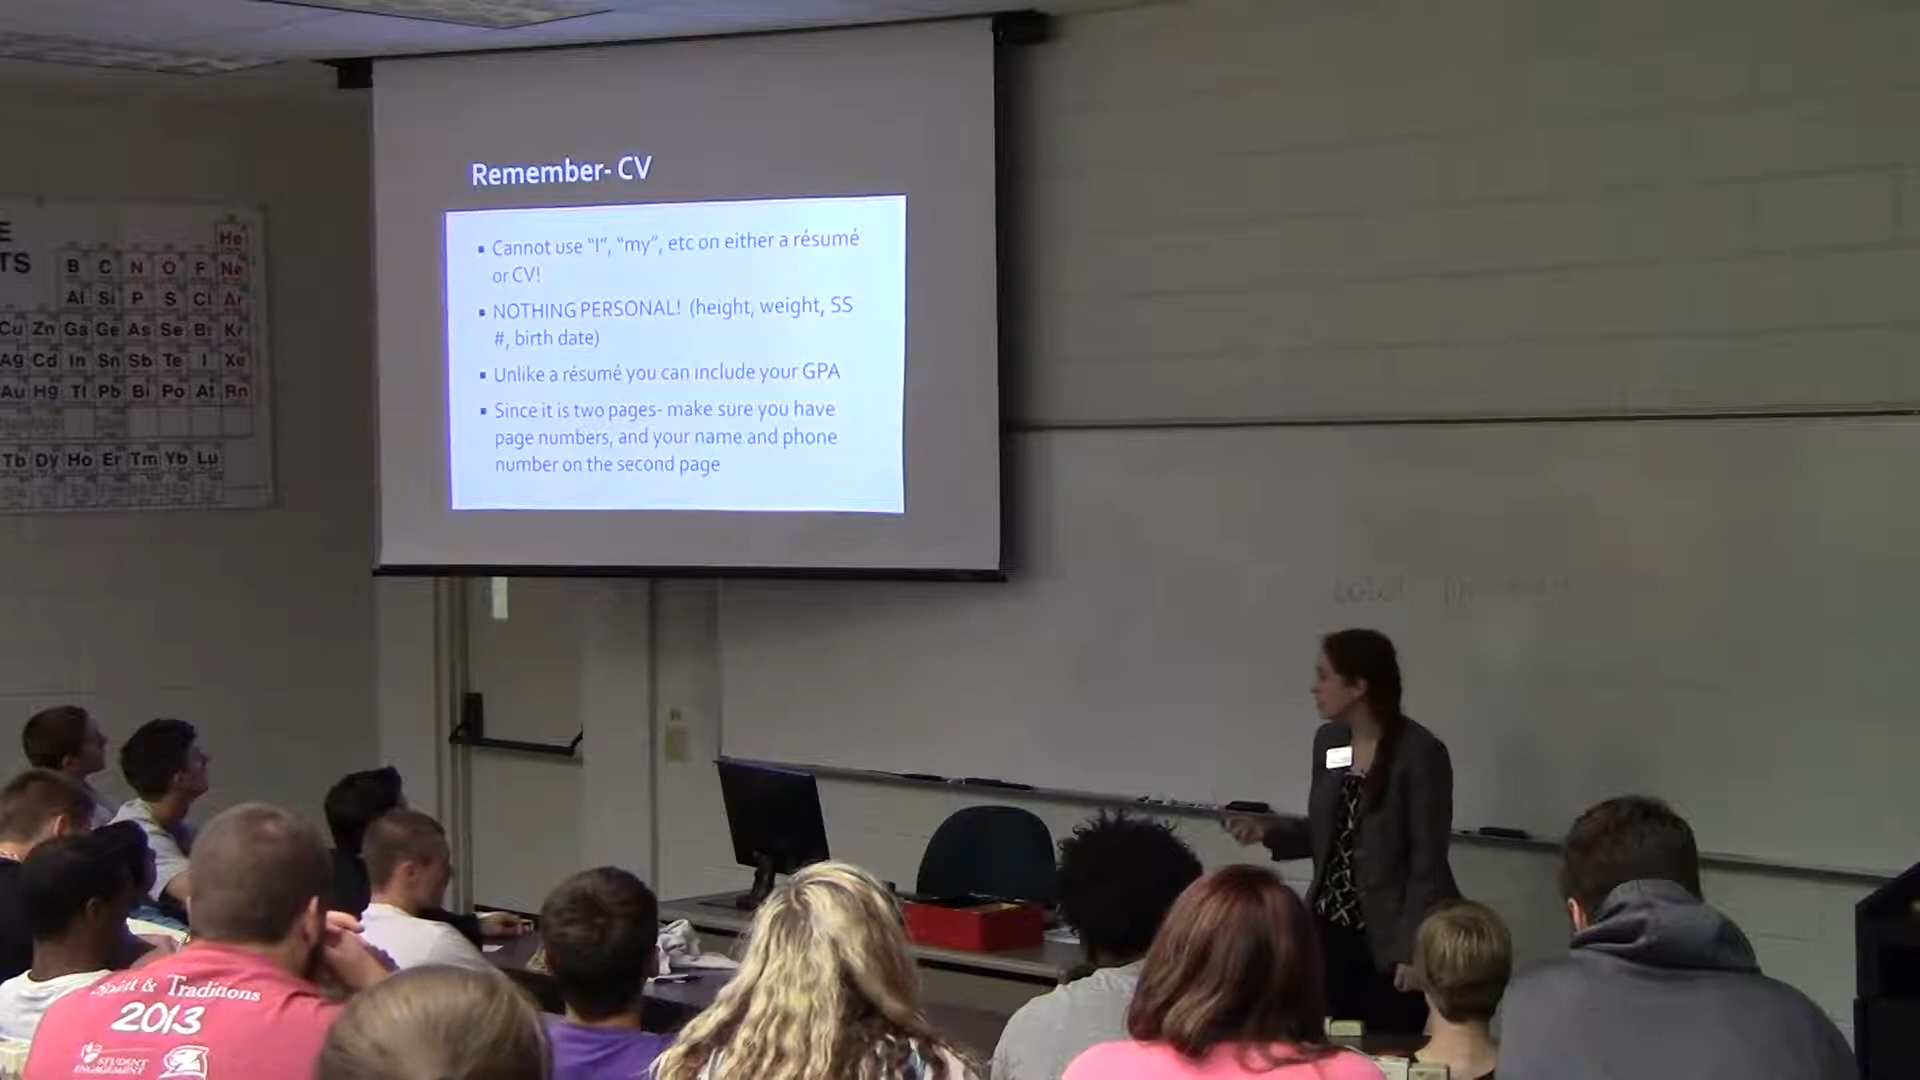 Remember- CV
▪ Cannot use “I”, “my”, etc on either a résumé
or CV!
▪ NOTHING PERSONAL! (height, weight, SS
#, birth date)
▪ Unlike a résumé you can include your GPA
▪ Since it is two pages- make sure you have
page numbers, and your name and phone
number on the second page
E
TS
He
B C N O F Ne
Al Si P S Cl Ar
Cu Zn Ga Ge As Se Br Kr
Ag Cd In Sn Sb Te I Xe
Au Hg Tl Pb Bi Po At Rn
Tb Dy Ho Er Tm Yb Lu
Spirit & Traditions
2013
STUDENT
ENGAGEMENT